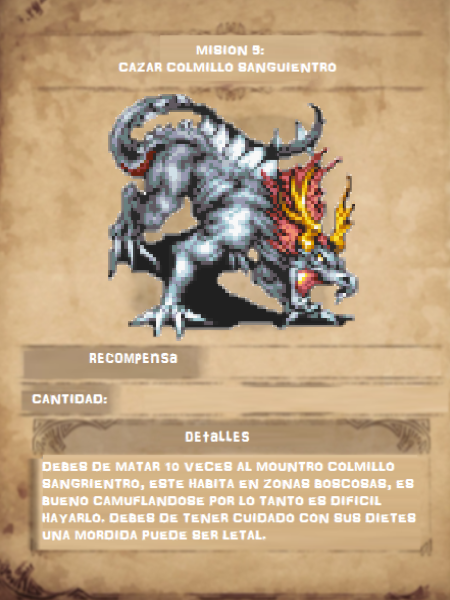 MISION 5:
CAZAR COLMILLO SANGUIENTRO
RECOMPENSA
CANTIDAD:
DETALLES
DEBES DE MATAR 10 VECES AL MOUNTRO COLMILLO
SANGRIENTRO, ESTE HABITA EN ZONAS BOSCOSAS, ES
BUENO CAMUFLANDOSE POR LO TANTO ES DIFICIL
HAYARLO. DEBES DE TENER CUIDADO CON SUS DIETES
UNA MORDIDA PUEDE SER LETAL.